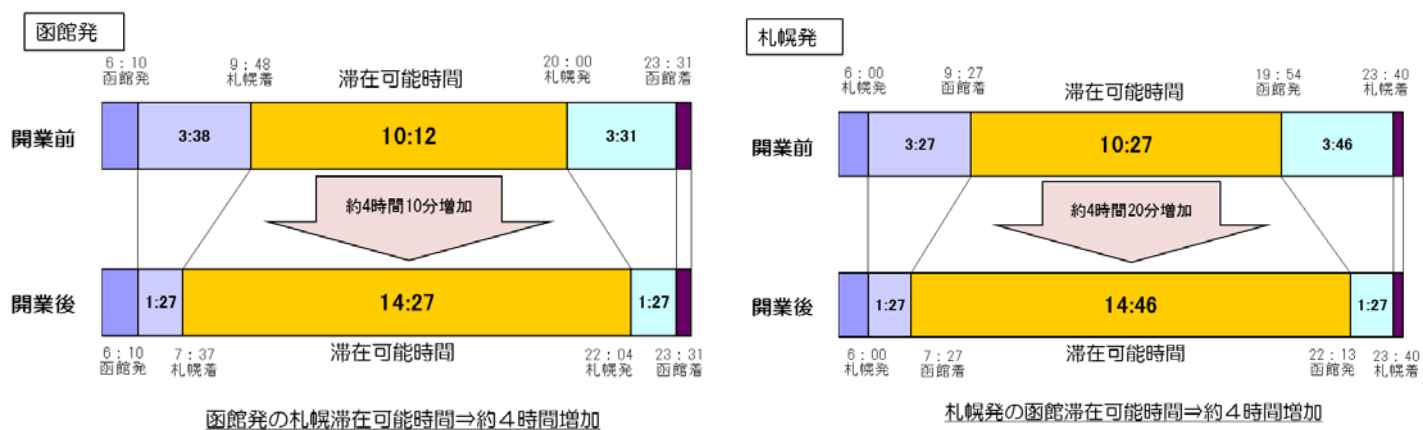 函館発
6：10
函館発
9：48
札幌着
滞在可能時間
20：00
札幌発
23：31
函館着
開業前
3:38
10:12
3:31
約4時間10分増加
開業後
1:27
14:27
1:27
6：10
函館発
7：37
札幌着
滞在可能時間
22：04
札幌発
23：31
函館着
函館発の札幌滞在可能時間⇒約４時間増加
札幌発
6：00
札幌発
9：27
函館着
滞在可能時間
19：54
函館発
23：40
札幌着
開業前
3:27
10:27
3:46
約4時間20分増加
開業後
1:27
14:46
1:27
6：00
札幌発
7：27
函館着
滞在可能時間
22：13
函館発
23：40
札幌着
札幌発の函館滞在可能時間⇒約４時間増加